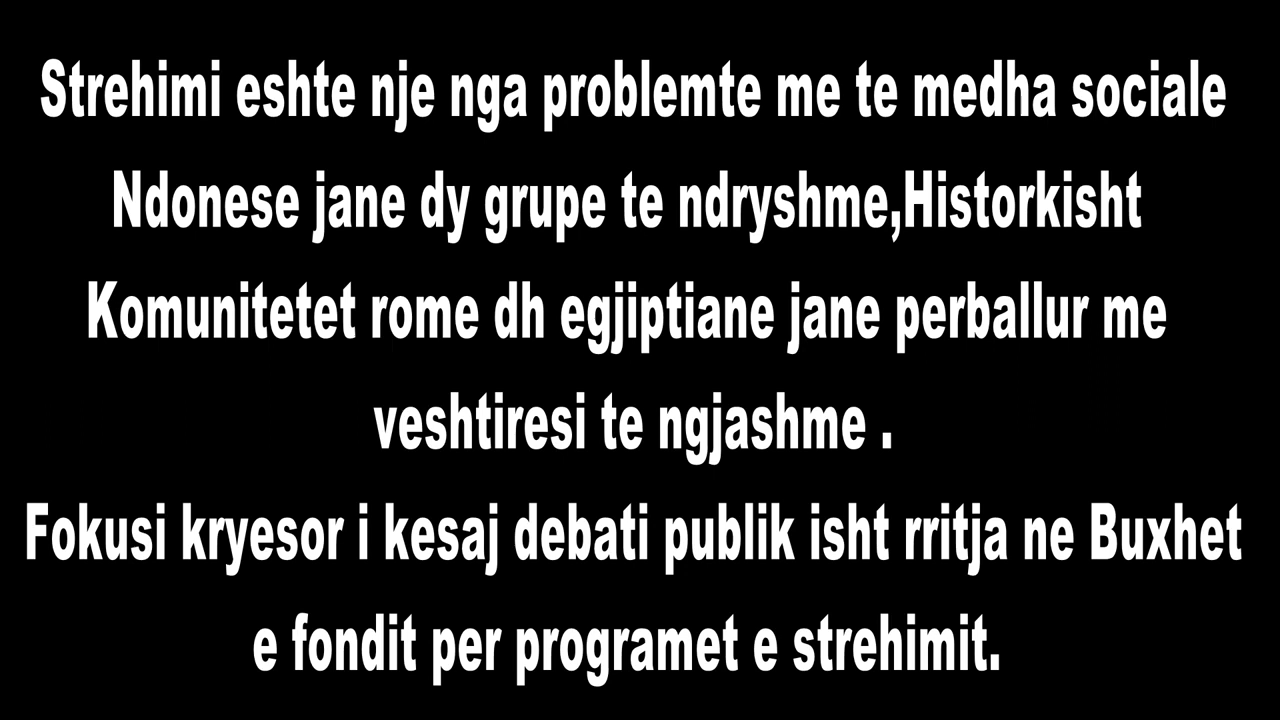 Strehimi eshte nje nga problemte me te medha sociale
Ndonese jane dy grupe te ndryshme,Historkisht
Komunitetet rome dh egjiptiane jane perballur me
veshtiresi te ngjashme .
Fokusi kryesor i kesaj debati publik isht rritja ne Buxhet
e fondit per programet e strehimit.